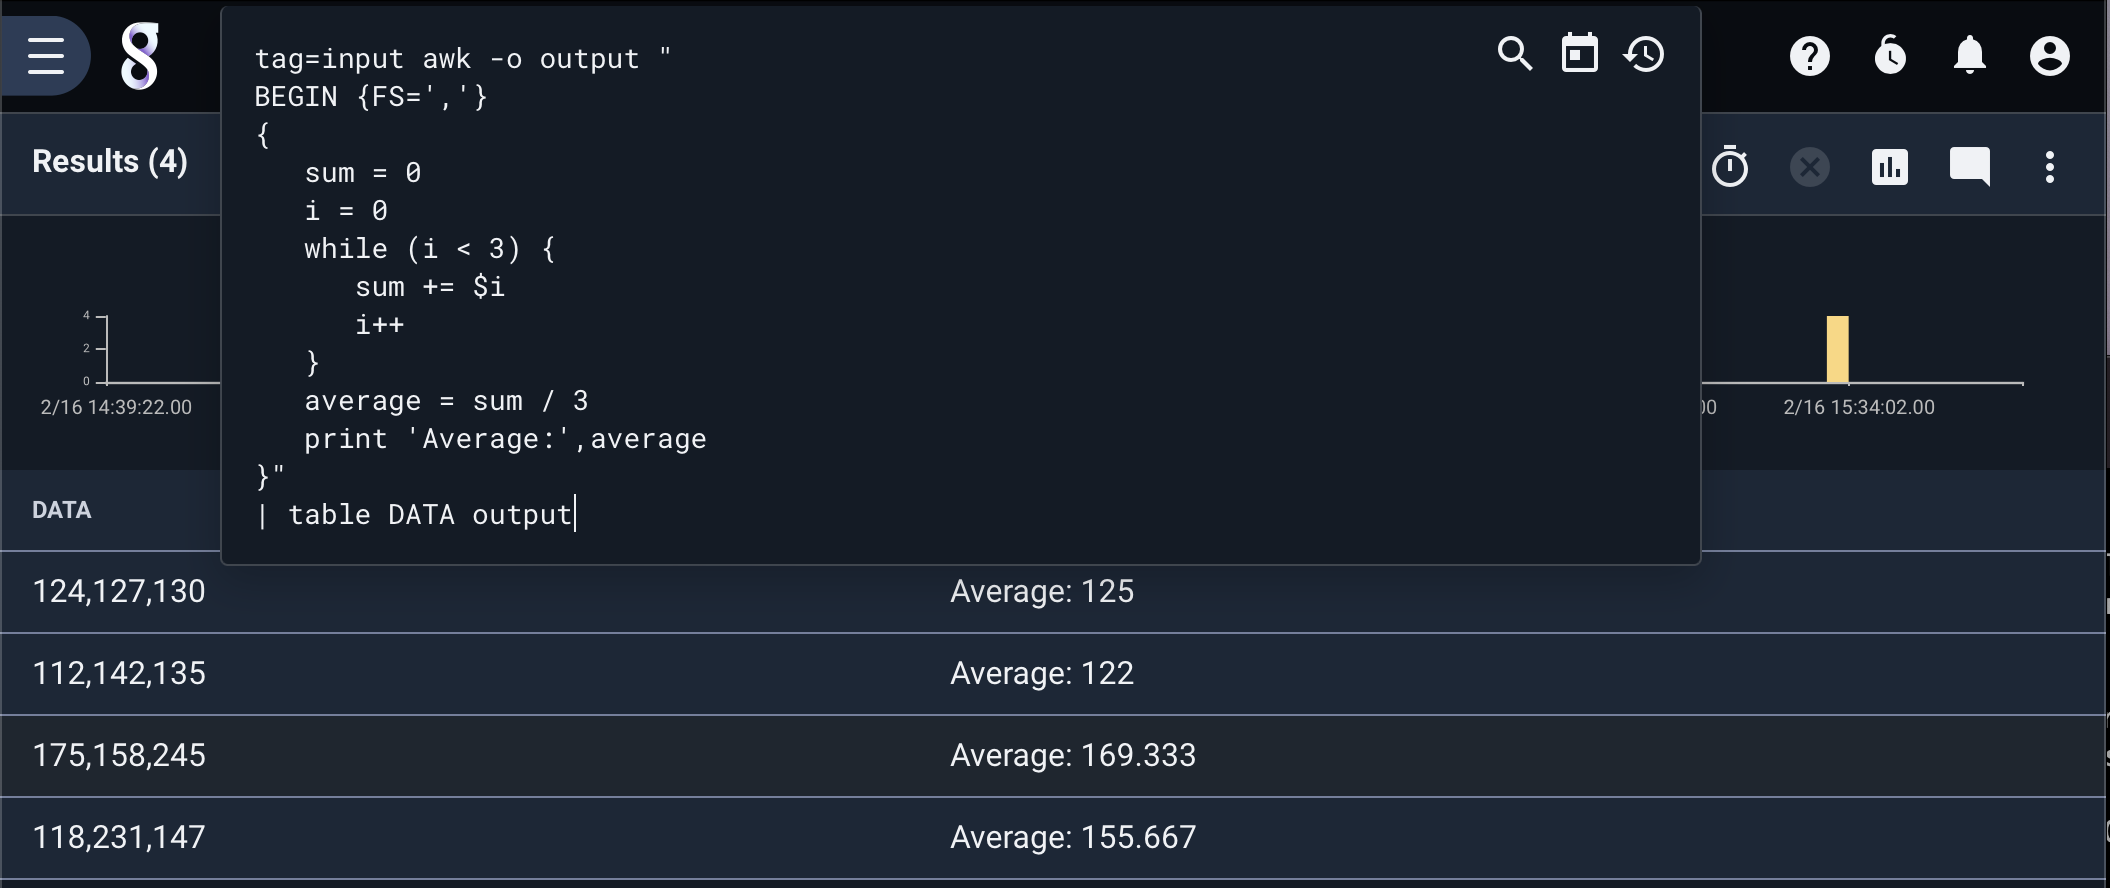 tag=input awk -o output "
BEGIN {FS=','}
{
   sum = 0
   i = 0
   while (i < 3) {
      sum += $i
      i++
   }
   average = sum / 3
   print 'Average:',average
}"
| table DATA output
Results (4)
4
2
0
2/16 14:39:22.00
00
2/16 15:34:02.00
DATA
124,127,130 Average: 125
112,142,135 Average: 122
175,158,245 Average: 169.333
118,231,147 Average: 155.667